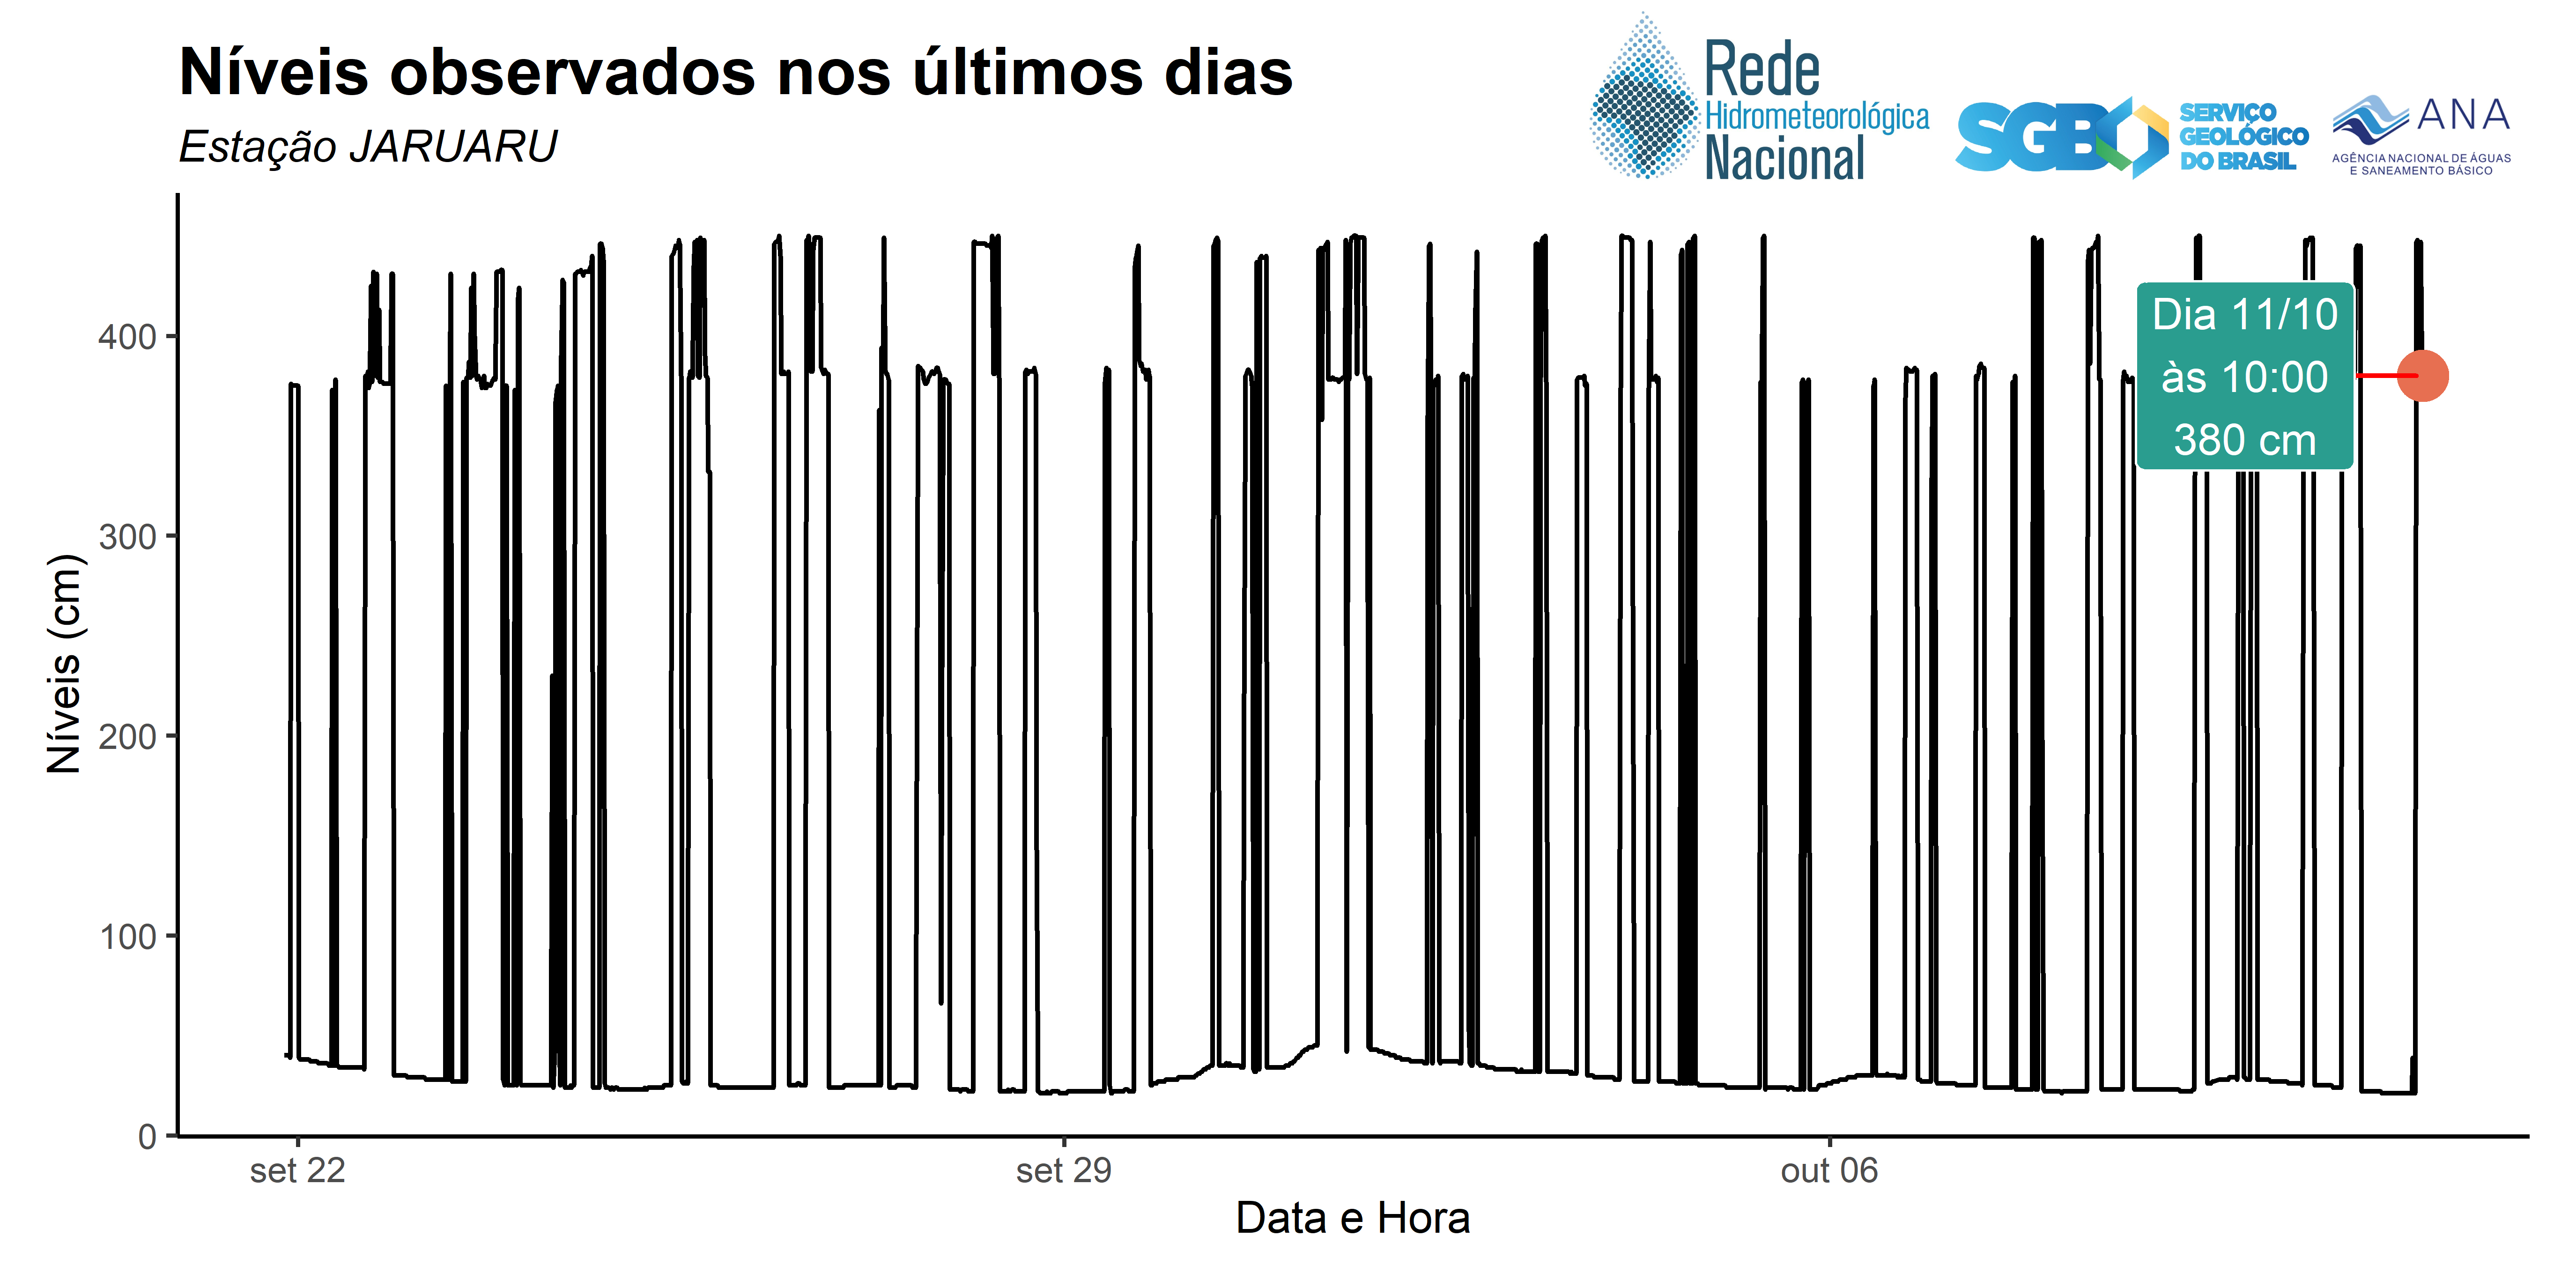 Níveis observados nos últimos dias
Estação JARUARU
Rede
Hidrometeorológica
Nacional
SGB
SERVIÇO
GEOLÓGICO
DO BRASIL
ANA
AGÊNCIA NACIONAL DE ÁGUAS
E SANEAMENTO BÁSICO
Níveis (cm)
400
300
200
100
0
Dia 11/10
às 10:00
380 cm
set 22
set 29
out 06
Data e Hora